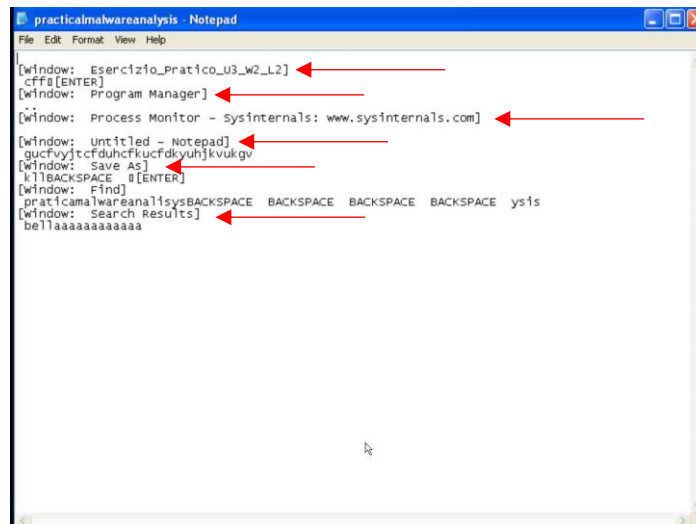 practicalmalwareanalysis - Notepad
File Edit Format View Help
[Window: Esercizio_Pratico_U3_W2_L2]
cff▯[ENTER]
[Window: Program Manager]
..
[Window: Process Monitor - Sysinternals: www.sysinternals.com]
[Window: Untitled - Notepad]
gucfvyjtcfduhcfkucfdkyuhjkvukgv
[Window: Save As]
kllBACKSPACE ▯[ENTER]
[Window: Find]
praticamalwareanalisysBACKSPACE BACKSPACE BACKSPACE BACKSPACE ysis
[Window: Search Results]
bellaaaaaaaaaaaa